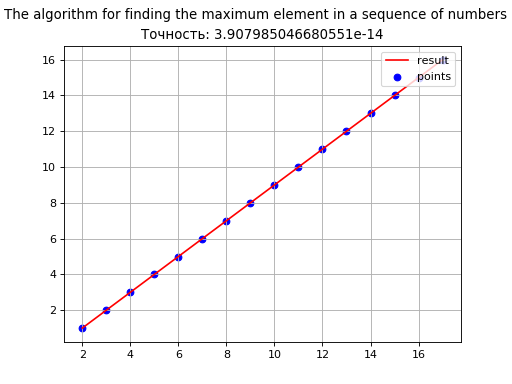 The algorithm for finding the maximum element in a sequence of numbers
Точность: 3.907985046680551e-14
result
points
16
14
12
10
8
6
4
2
2 4 6 8 10 12 14 16